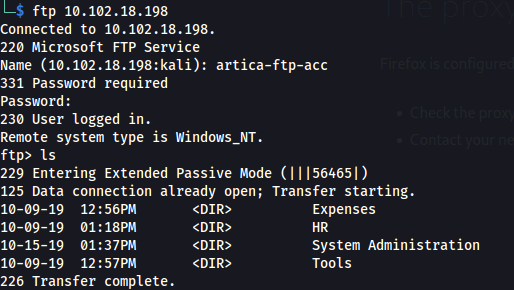 └─$ ftp 10.102.18.198
Connected to 10.102.18.198.
220 Microsoft FTP Service
Name (10.102.18.198:kali): artica-ftp-acc
331 Password required
Password:
230 User logged in.
Remote system type is Windows_NT.
ftp> ls
229 Entering Extended Passive Mode (|||56465|)
125 Data connection already open; Transfer starting.
10-09-19  12:56PM       <DIR>          Expenses
10-09-19  01:18PM       <DIR>          HR
10-15-19  01:37PM       <DIR>          System Administration
10-09-19  12:57PM       <DIR>          Tools
226 Transfer complete.
The proxy
Firefox is configured
• Check the proxy
• Contact your ne